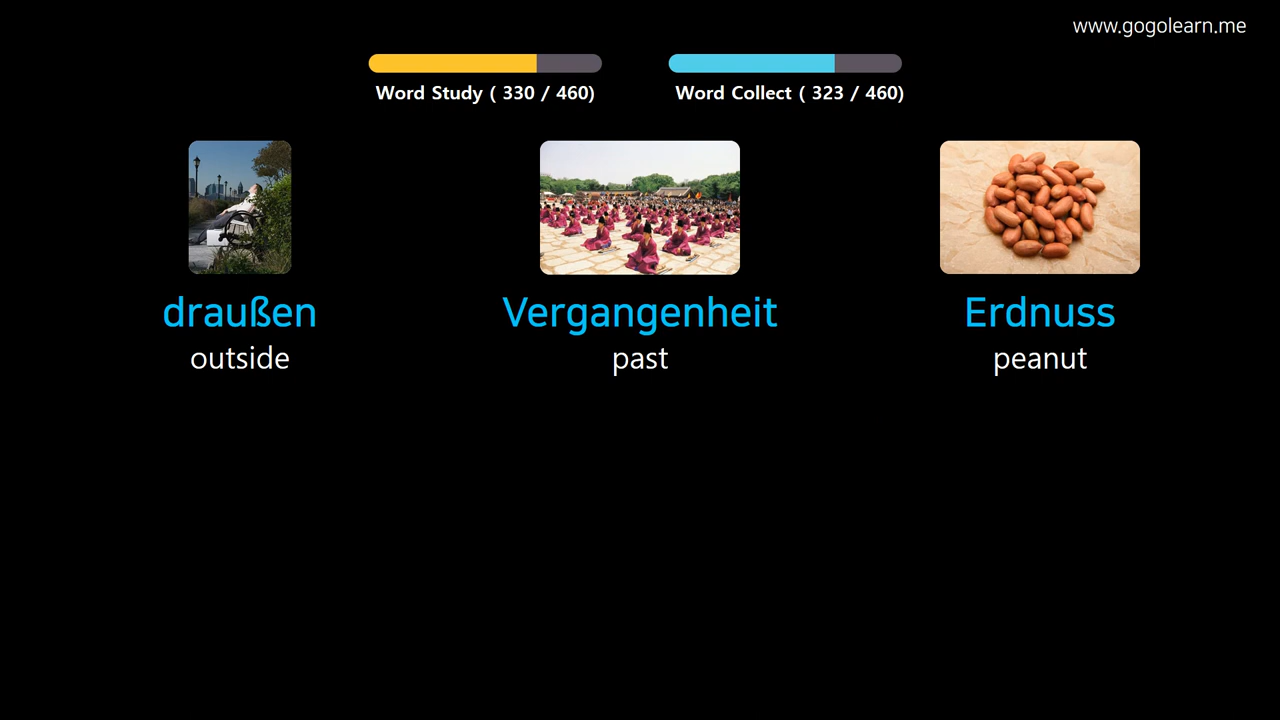 www.gogolearn.me
Word Study ( 330 / 460)
Word Collect ( 323 / 460)
draußen
outside
Vergangenheit
past
Erdnuss
peanut